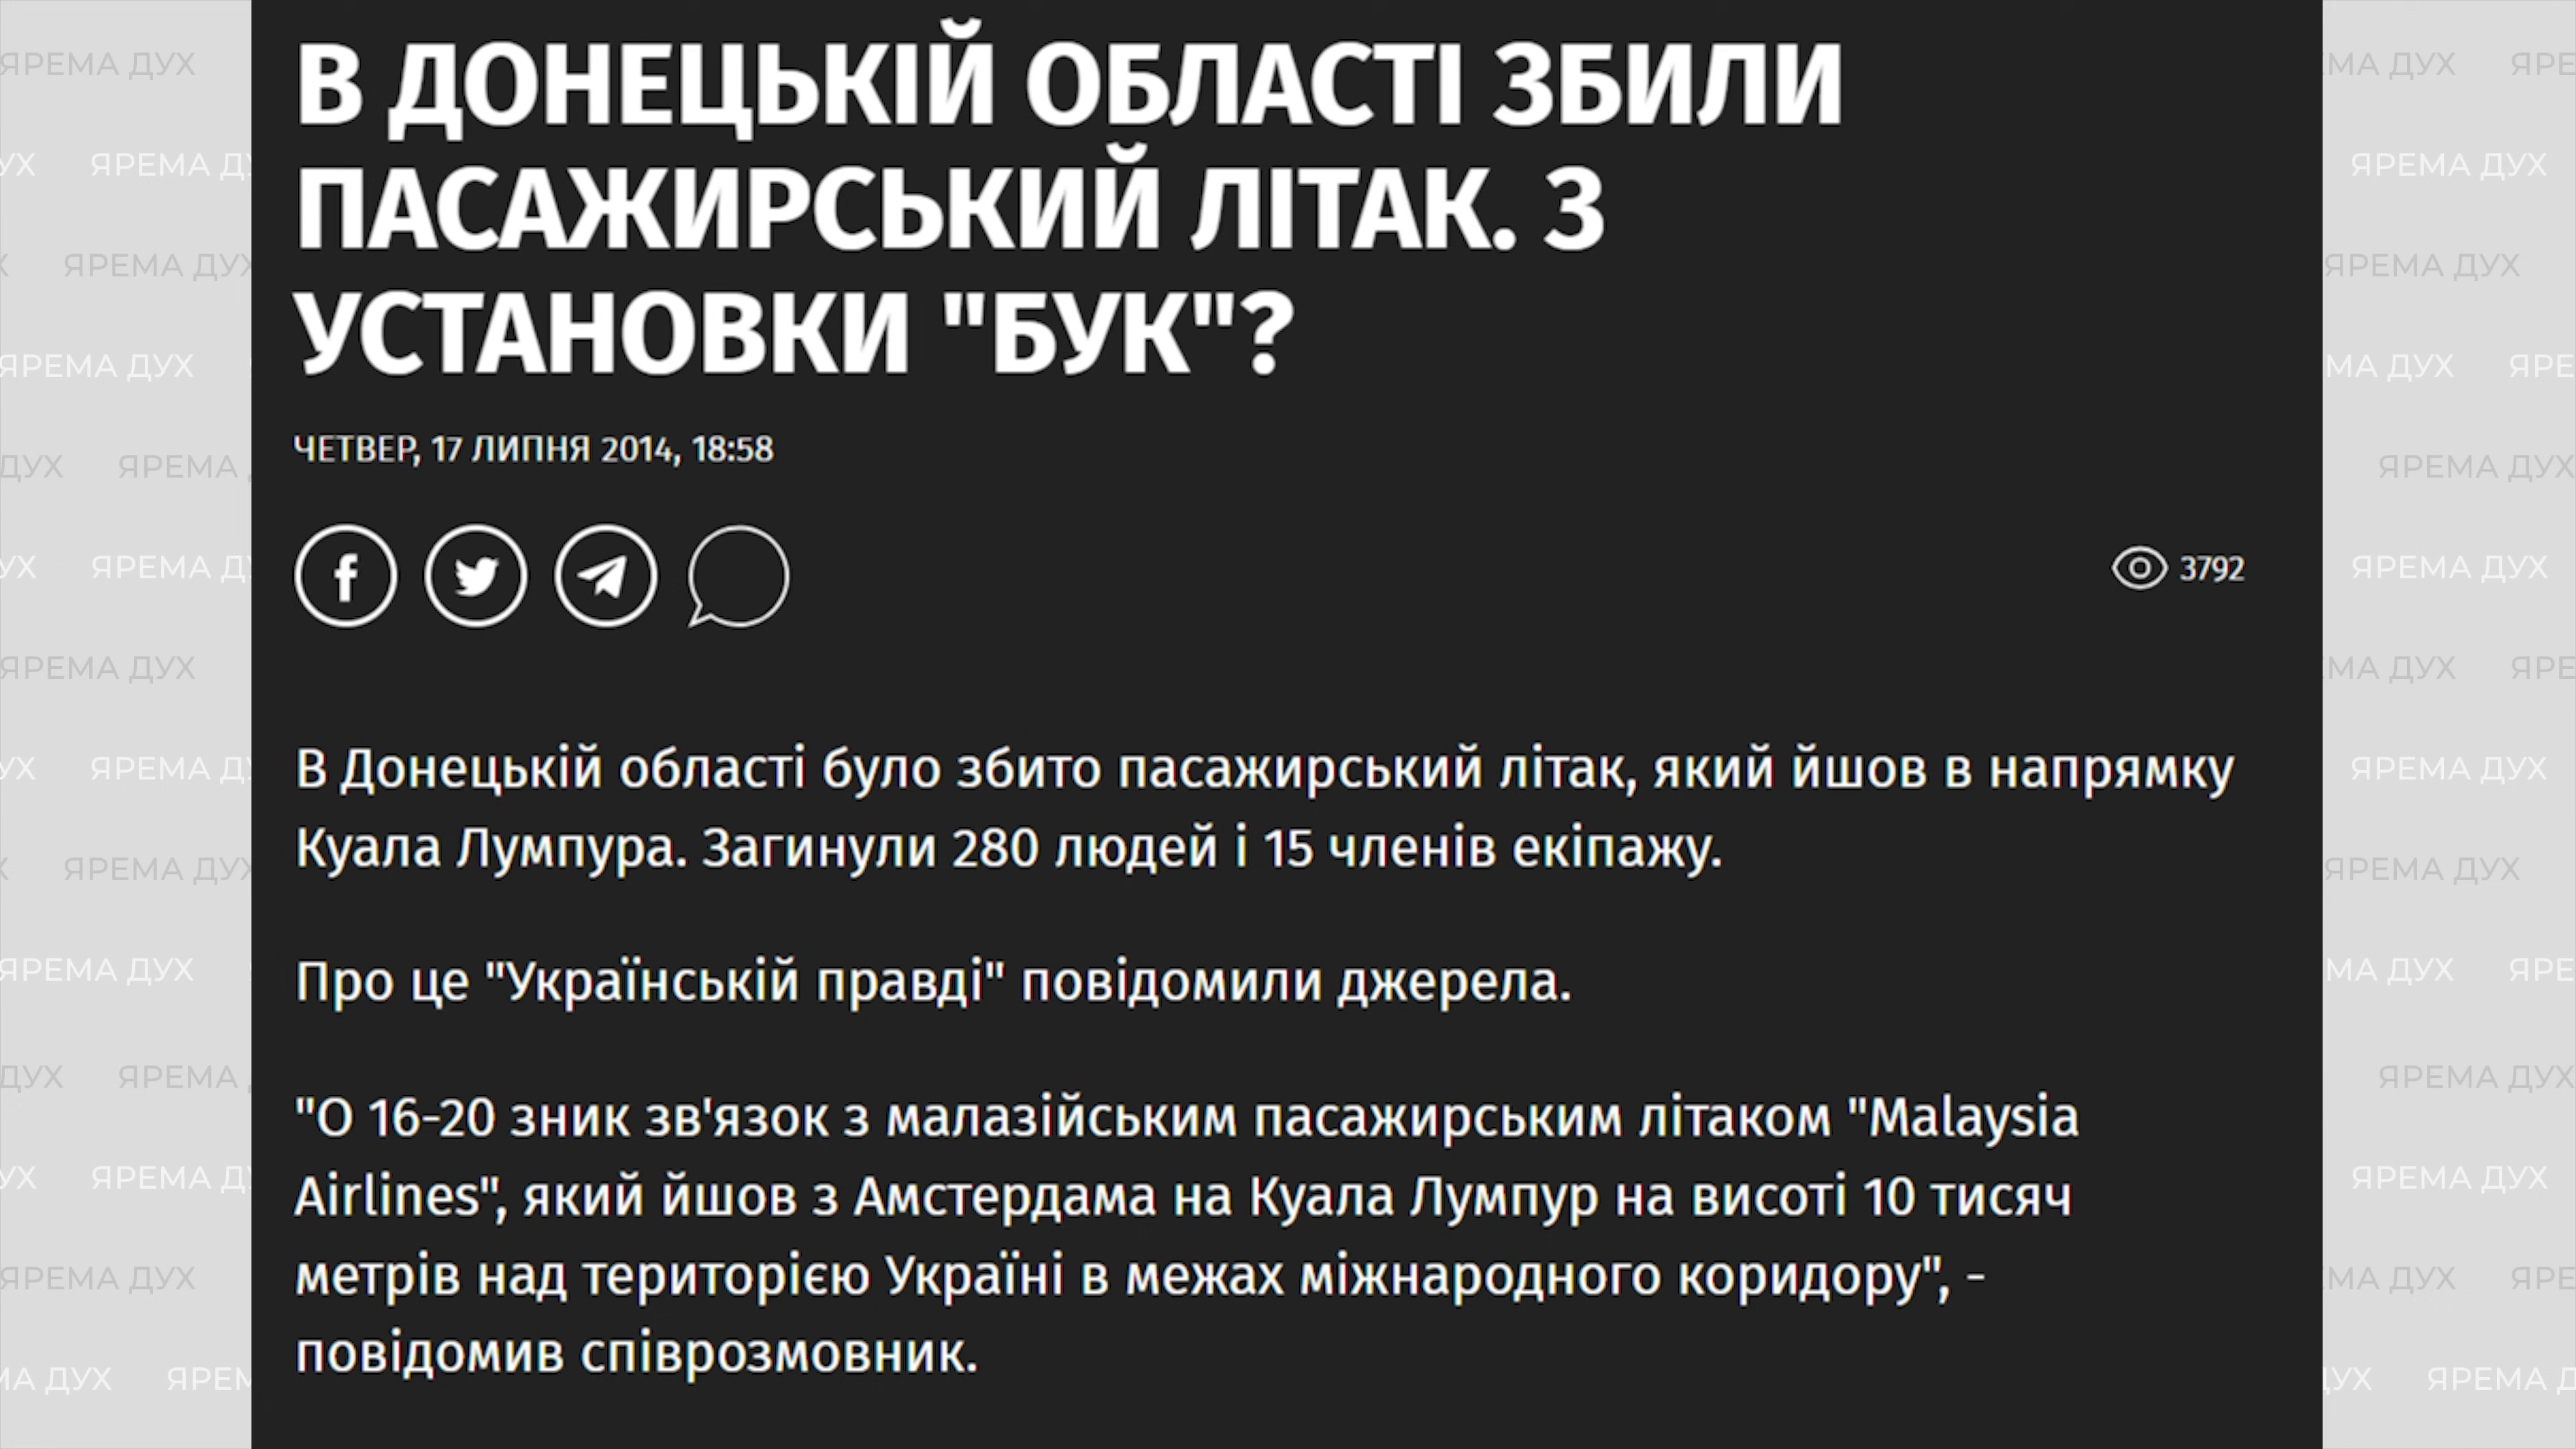 В ДОНЕЦЬКІЙ ОБЛАСТІ ЗБИЛИ
ПАСАЖИРСЬКИЙ ЛІТАК. З
УСТАНОВКИ "БУК"?
ЧЕТВЕР, 17 ЛИПНЯ 2014, 18:58
3792
В Донецькій області було збито пасажирський літак, який йшов в напрямку
Куала Лумпура. Загинули 280 людей і 15 членів екіпажу.
Про це "Українській правді" повідомили джерела.
"О 16-20 зник зв'язок з малазійським пасажирським літаком "Malaysia
Airlines", який йшов з Амстердама на Куала Лумпур на висоті 10 тисяч
метрів над територією Україні в межах міжнародного коридору", -
повідомив співрозмовник.
ЯРЕМА ДУХ